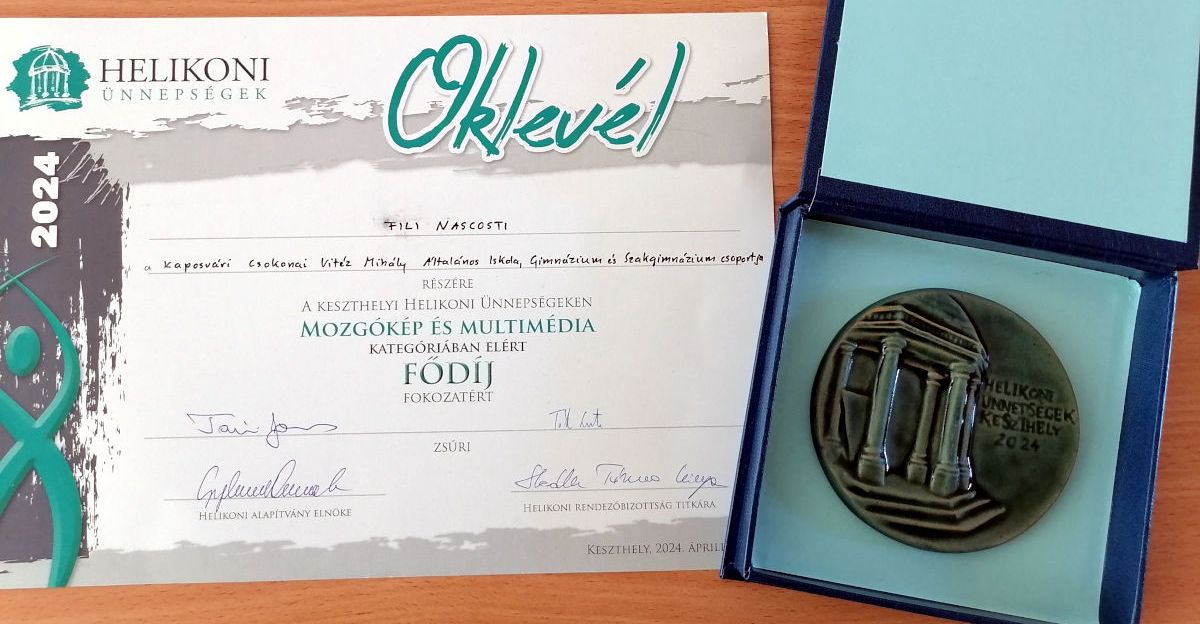 HELIKONI
ÜNNEPSÉGEK
Oklevél
2024
FILI NASCOSTI
a Kaposvári Csokonai Vitéz Mihály Általános Iskola, Gimnázium és Szakgimnázium csoportja
RÉSZÉRE
A KESZTHELYI HELIKONI ÜNNEPSÉGEKEN
MOZGÓKÉP ÉS MULTIMÉDIA
KATEGÓRIÁBAN ELÉRT
FŐDÍJ
FOKOZATÉRT
ZSŰRI
HELIKONI ALAPÍTVÁNY ELNÖKE
HELIKONI RENDEZŐBIZOTTSÁG TITKÁRA
KESZTHELY, 2024. ÁPRILI
HELIKONI
ÜNNEPSÉGEK
KESZTHELY
2024